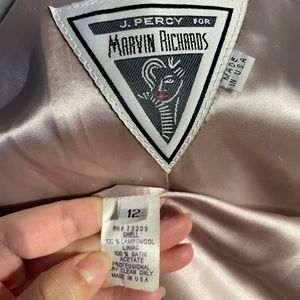 J. PERCY FOR
MARVIN RICHARDS
MADE
IN USA
12
RN# 73209
SHELL
100% LAMBSWOOL
LINING:
100% SATIN
ACETATE
PROFESSIONAL
DRY CLEAN ONLY
MADE IN U.S.A